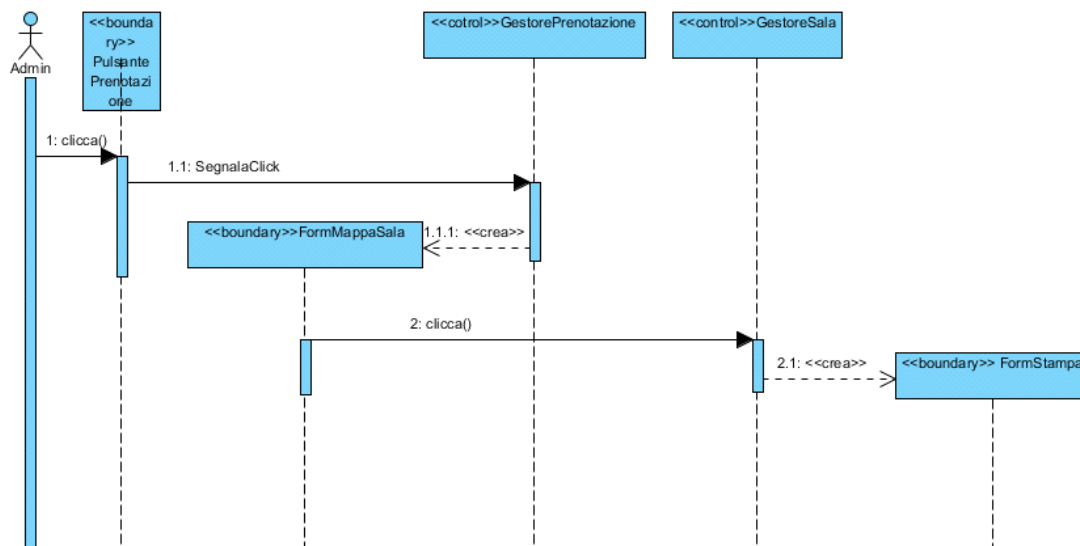 <<bounda
ry>>
Pulsante
Prenotazi
one
<<cotrol>>GestorePrenotazione
<<control>>GestoreSala
Admin
1: clicca()
1.1: SegnalaClick
<<boundary>>FormMappaSala
1.1.1: <<crea>>
2: clicca()
2.1: <<crea>>
<<boundary>> FormStampa